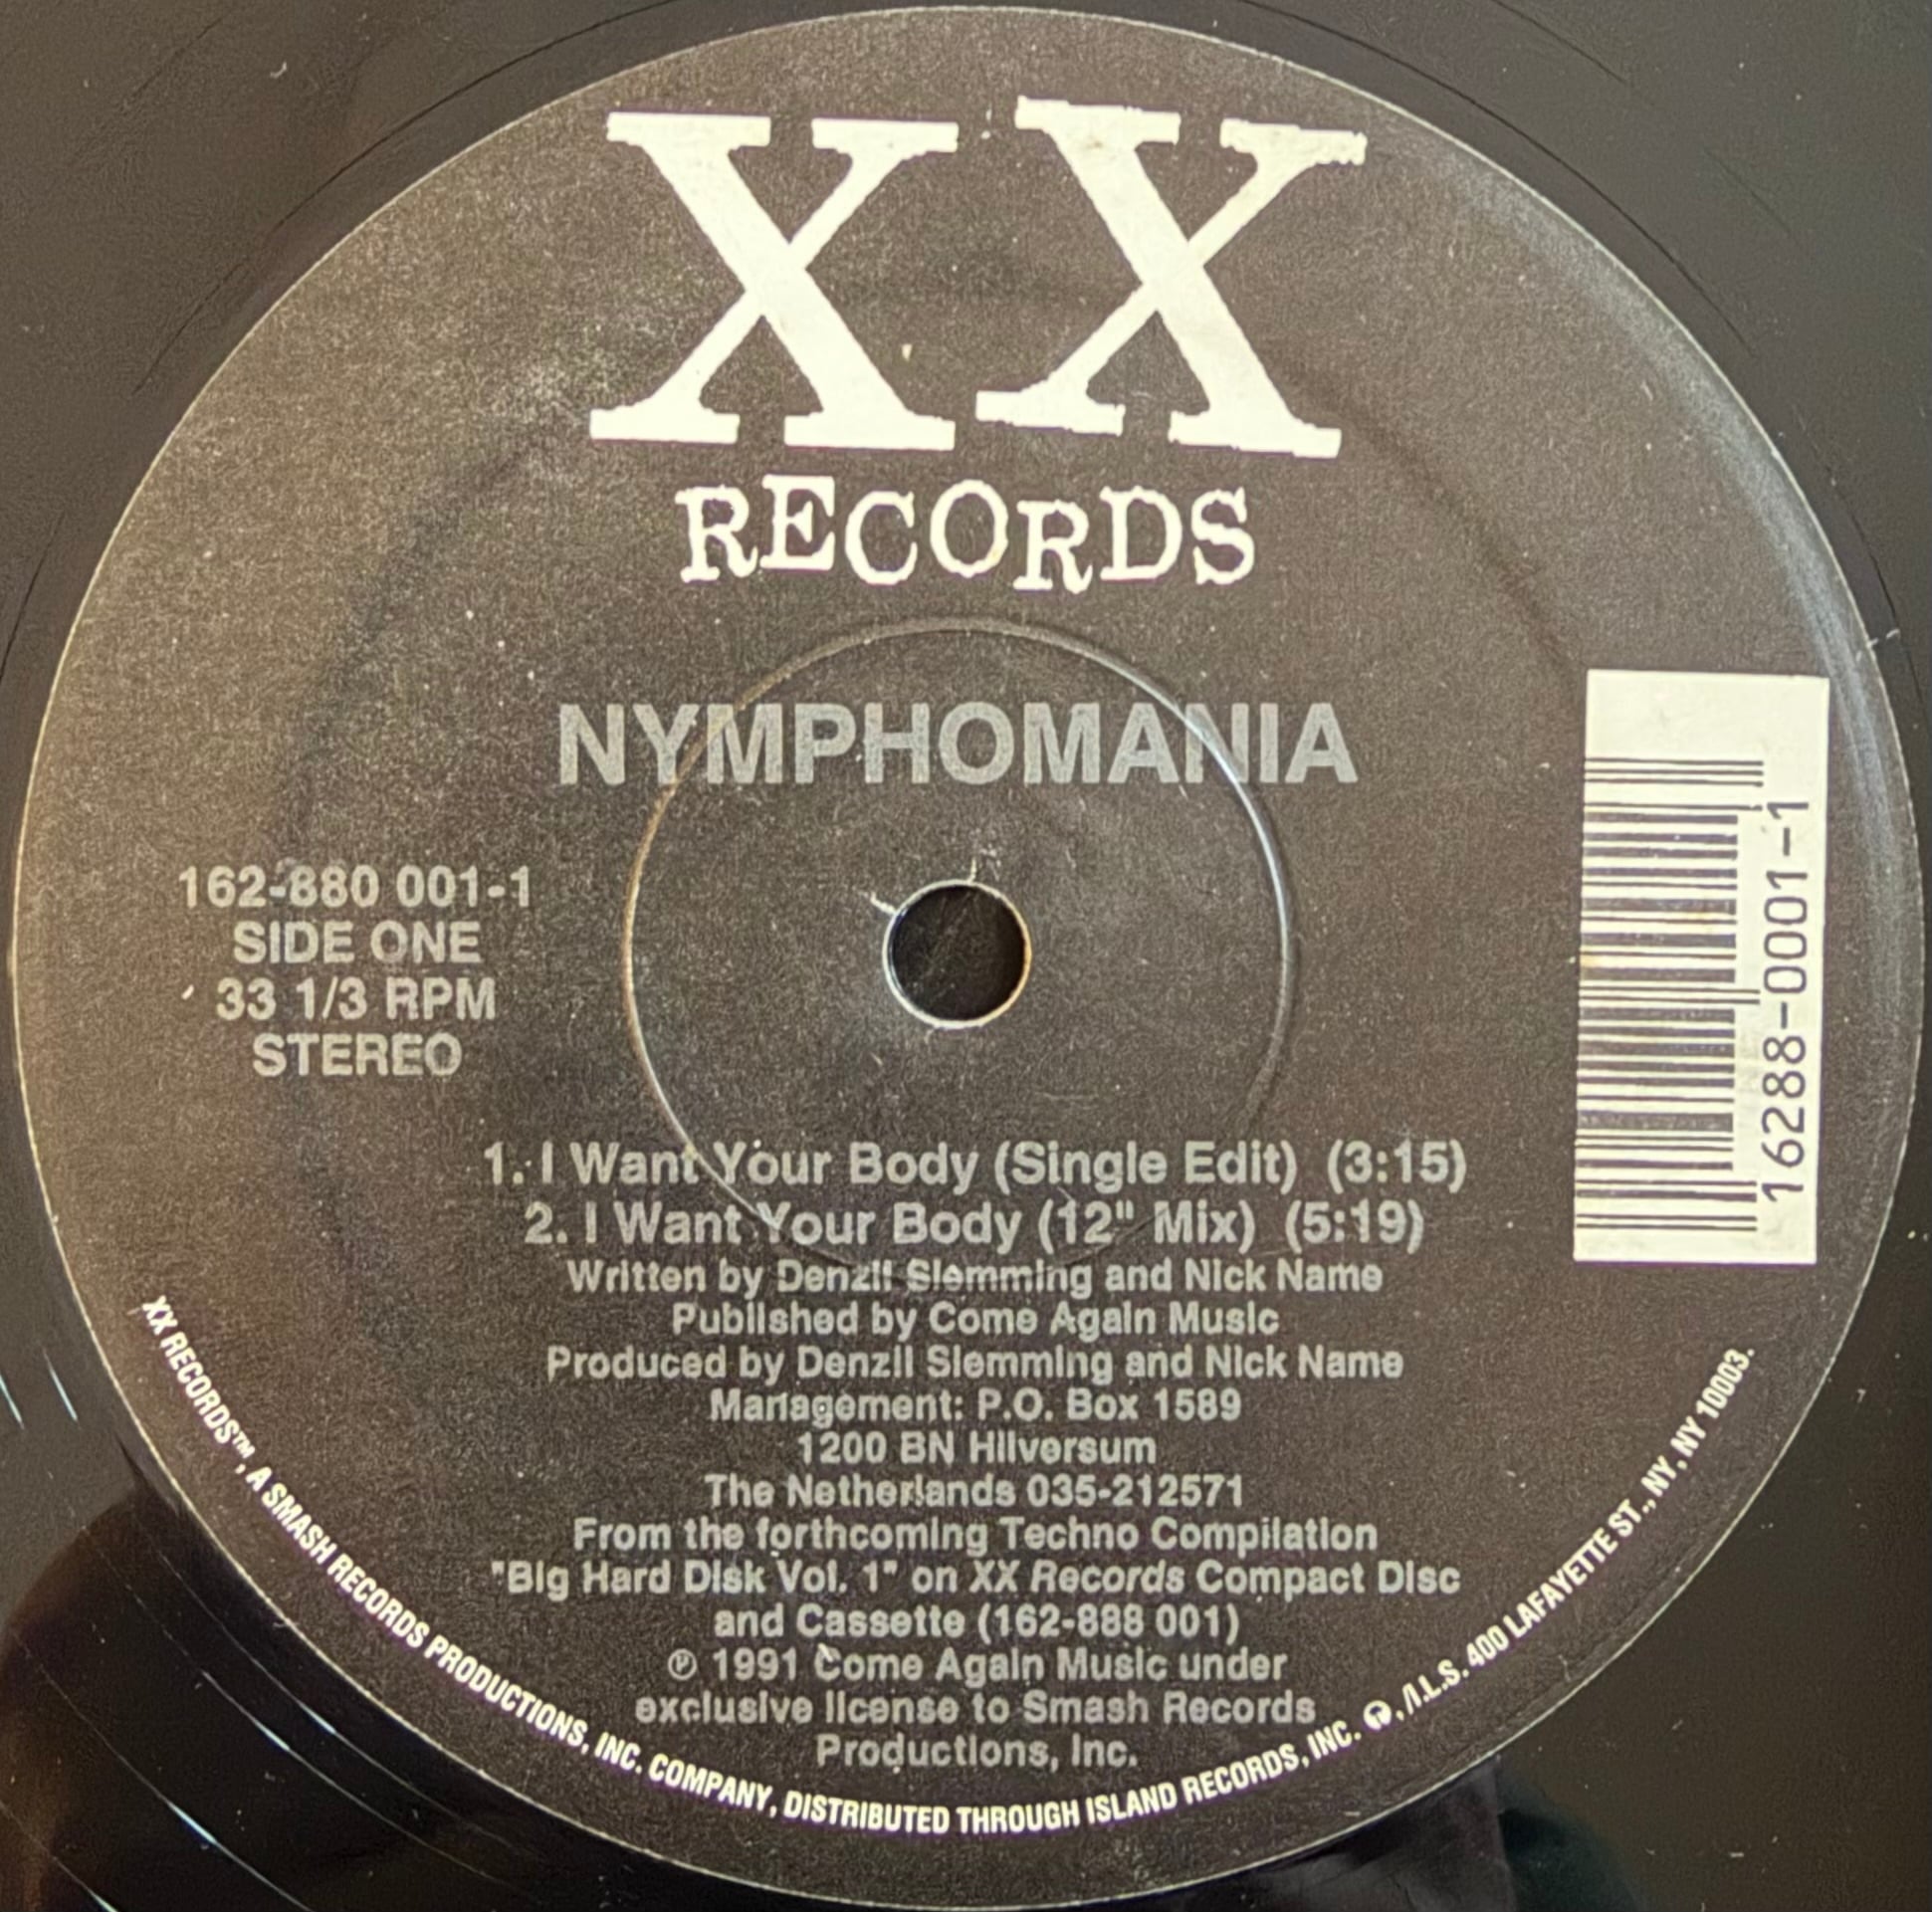 XX
RECORDS
NYMPHOMANIA
162-880 001-1
SIDE ONE
33 1/3 RPM
STEREO
16288-0001-1
1. I Want Your Body (Single Edit) (3:15)
2. I Want Your Body (12" Mix) (5:19)
Written by Denzil Slemming and Nick Name
Published by Come Again Music
Produced by Denzil Slemming and Nick Name
Management: P.O. Box 1589
1200 BN Hilversum
The Netherlands 035-212571
From the forthcoming Techno Compilation
"Big Hard Disk Vol. 1" on XX Records Compact Disc
and Cassette (162-888 001)
℗ 1991 Come Again Music under
exclusive license to Smash Records
Productions, Inc.
XX RECORDS™, A SMASH RECORDS PRODUCTIONS, INC. COMPANY, DISTRIBUTED THROUGH ISLAND RECORDS, INC. , /I.L.S. 400 LAFAYETTE ST., NY, NY 10003.